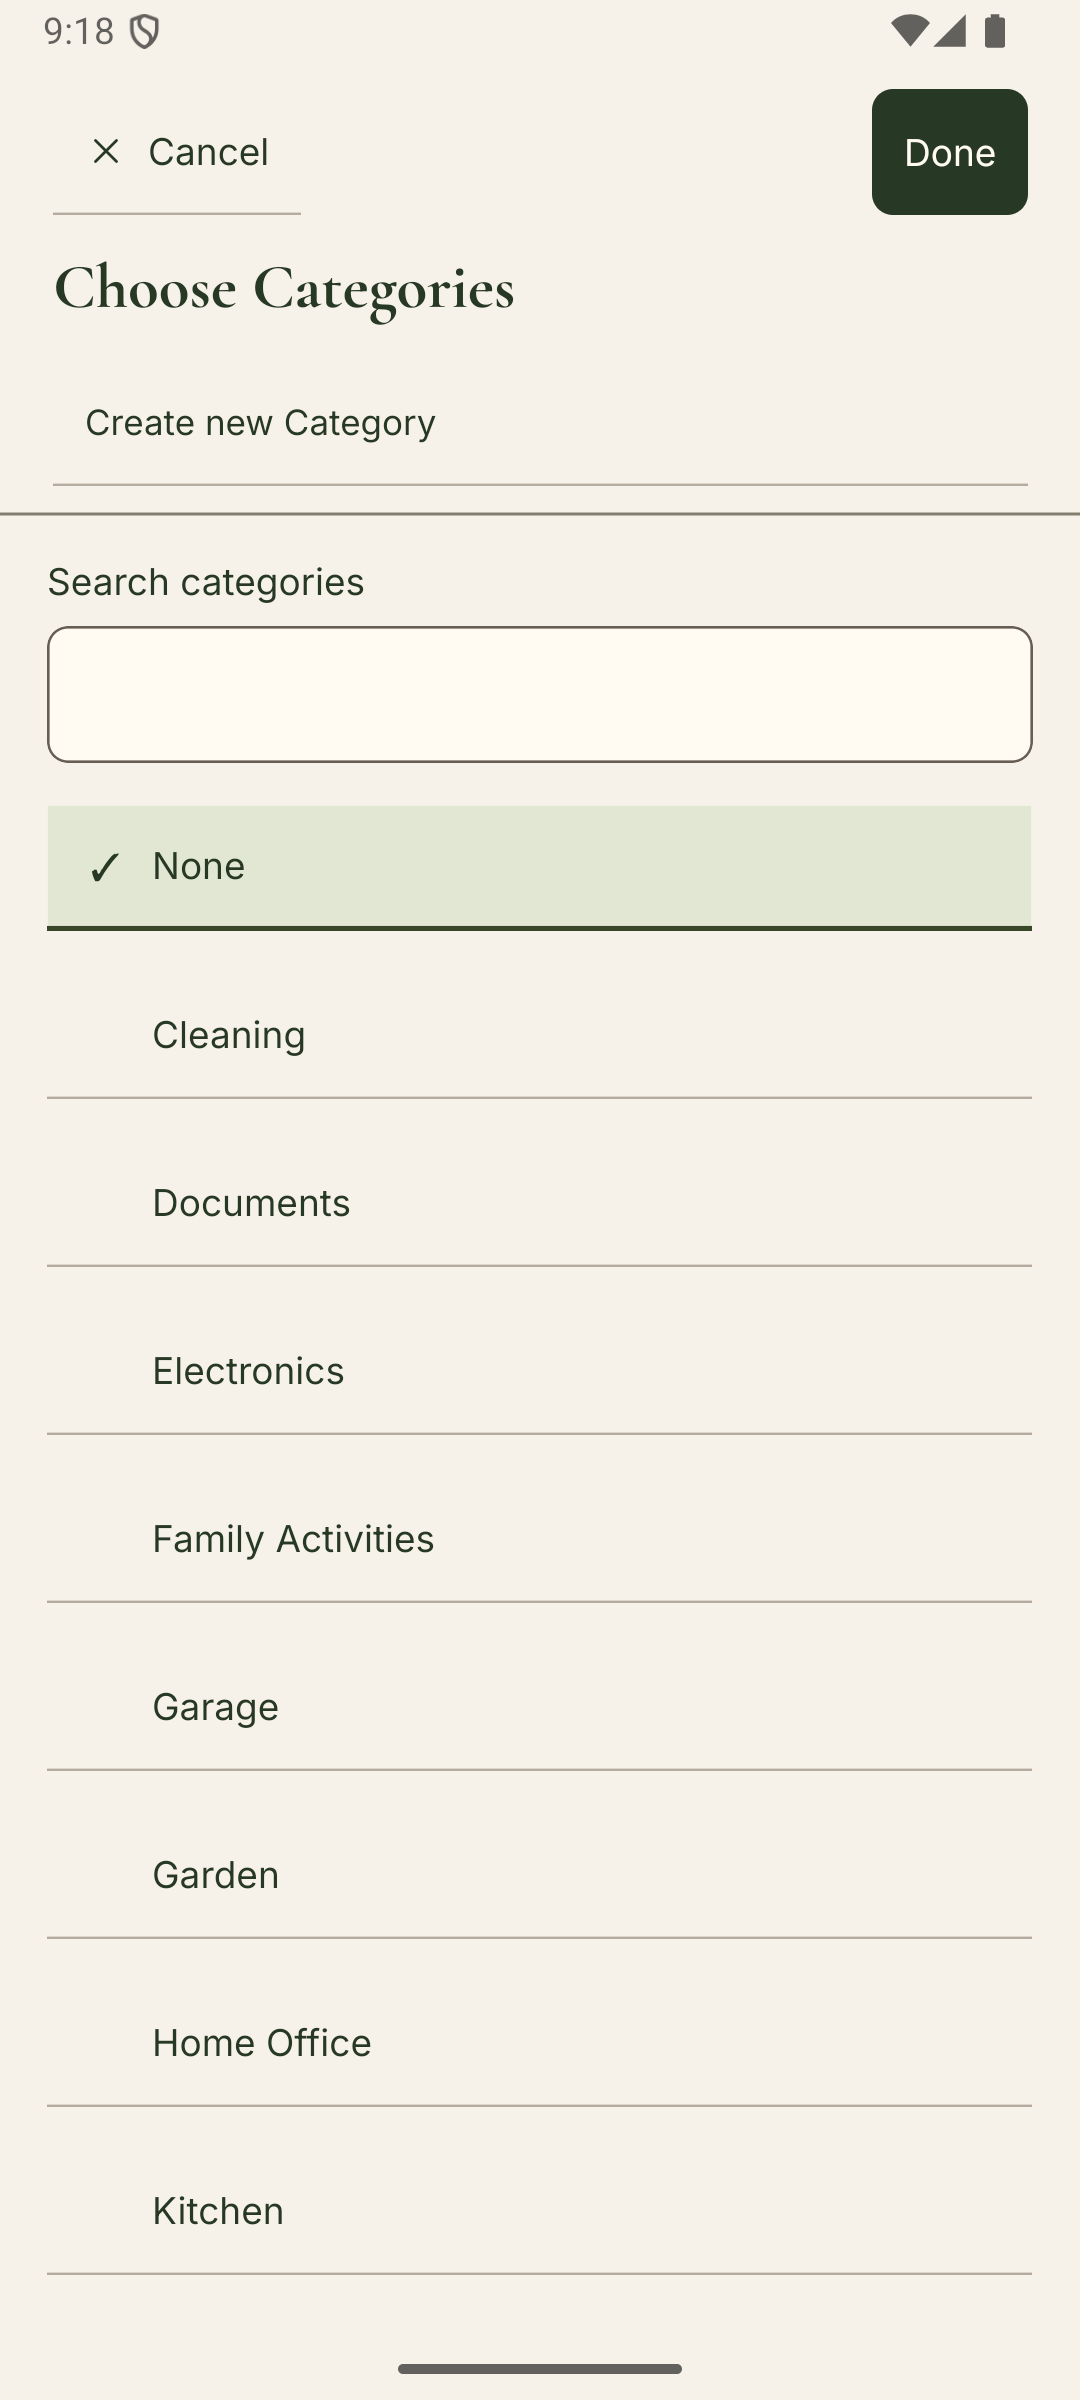 9:18
Cancel
Done
Choose Categories
Create new Category
Search categories
✓ None
Cleaning
Documents
Electronics
Family Activities
Garage
Garden
Home Office
Kitchen